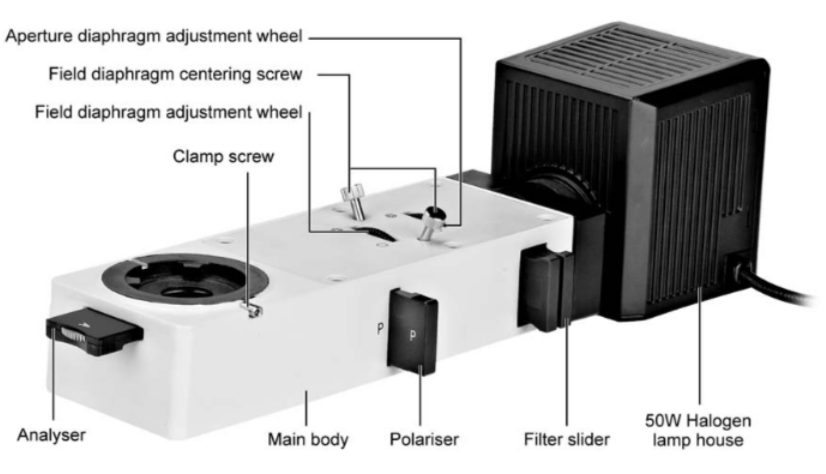 Aperture diaphragm adjustment wheel
Field diaphragm centering screw
Field diaphragm adjustment wheel
Clamp screw
P
P
Analyser
Main body
Polariser
Filter slider
50W Halogen
lamp house